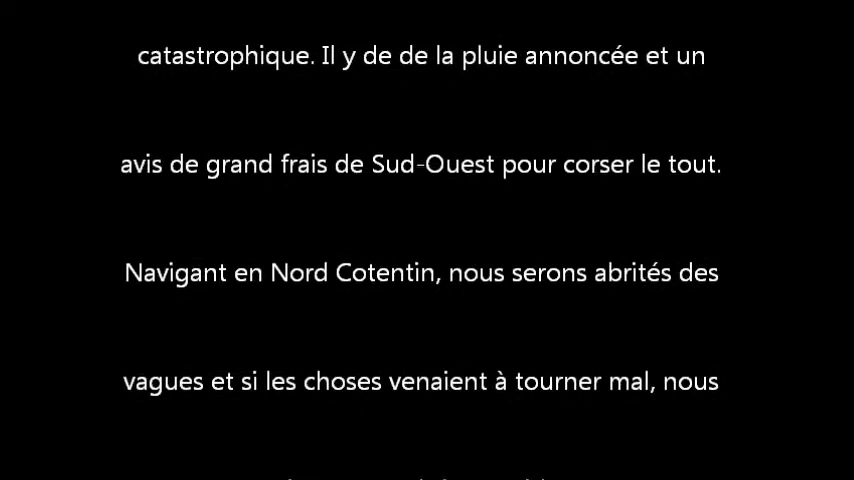 catastrophique. Il y de de la pluie annoncée et un
avis de grand frais de Sud-Ouest pour corser le tout.
Navigant en Nord Cotentin, nous serons abrités des
vagues et si les choses venaient à tourner mal, nous